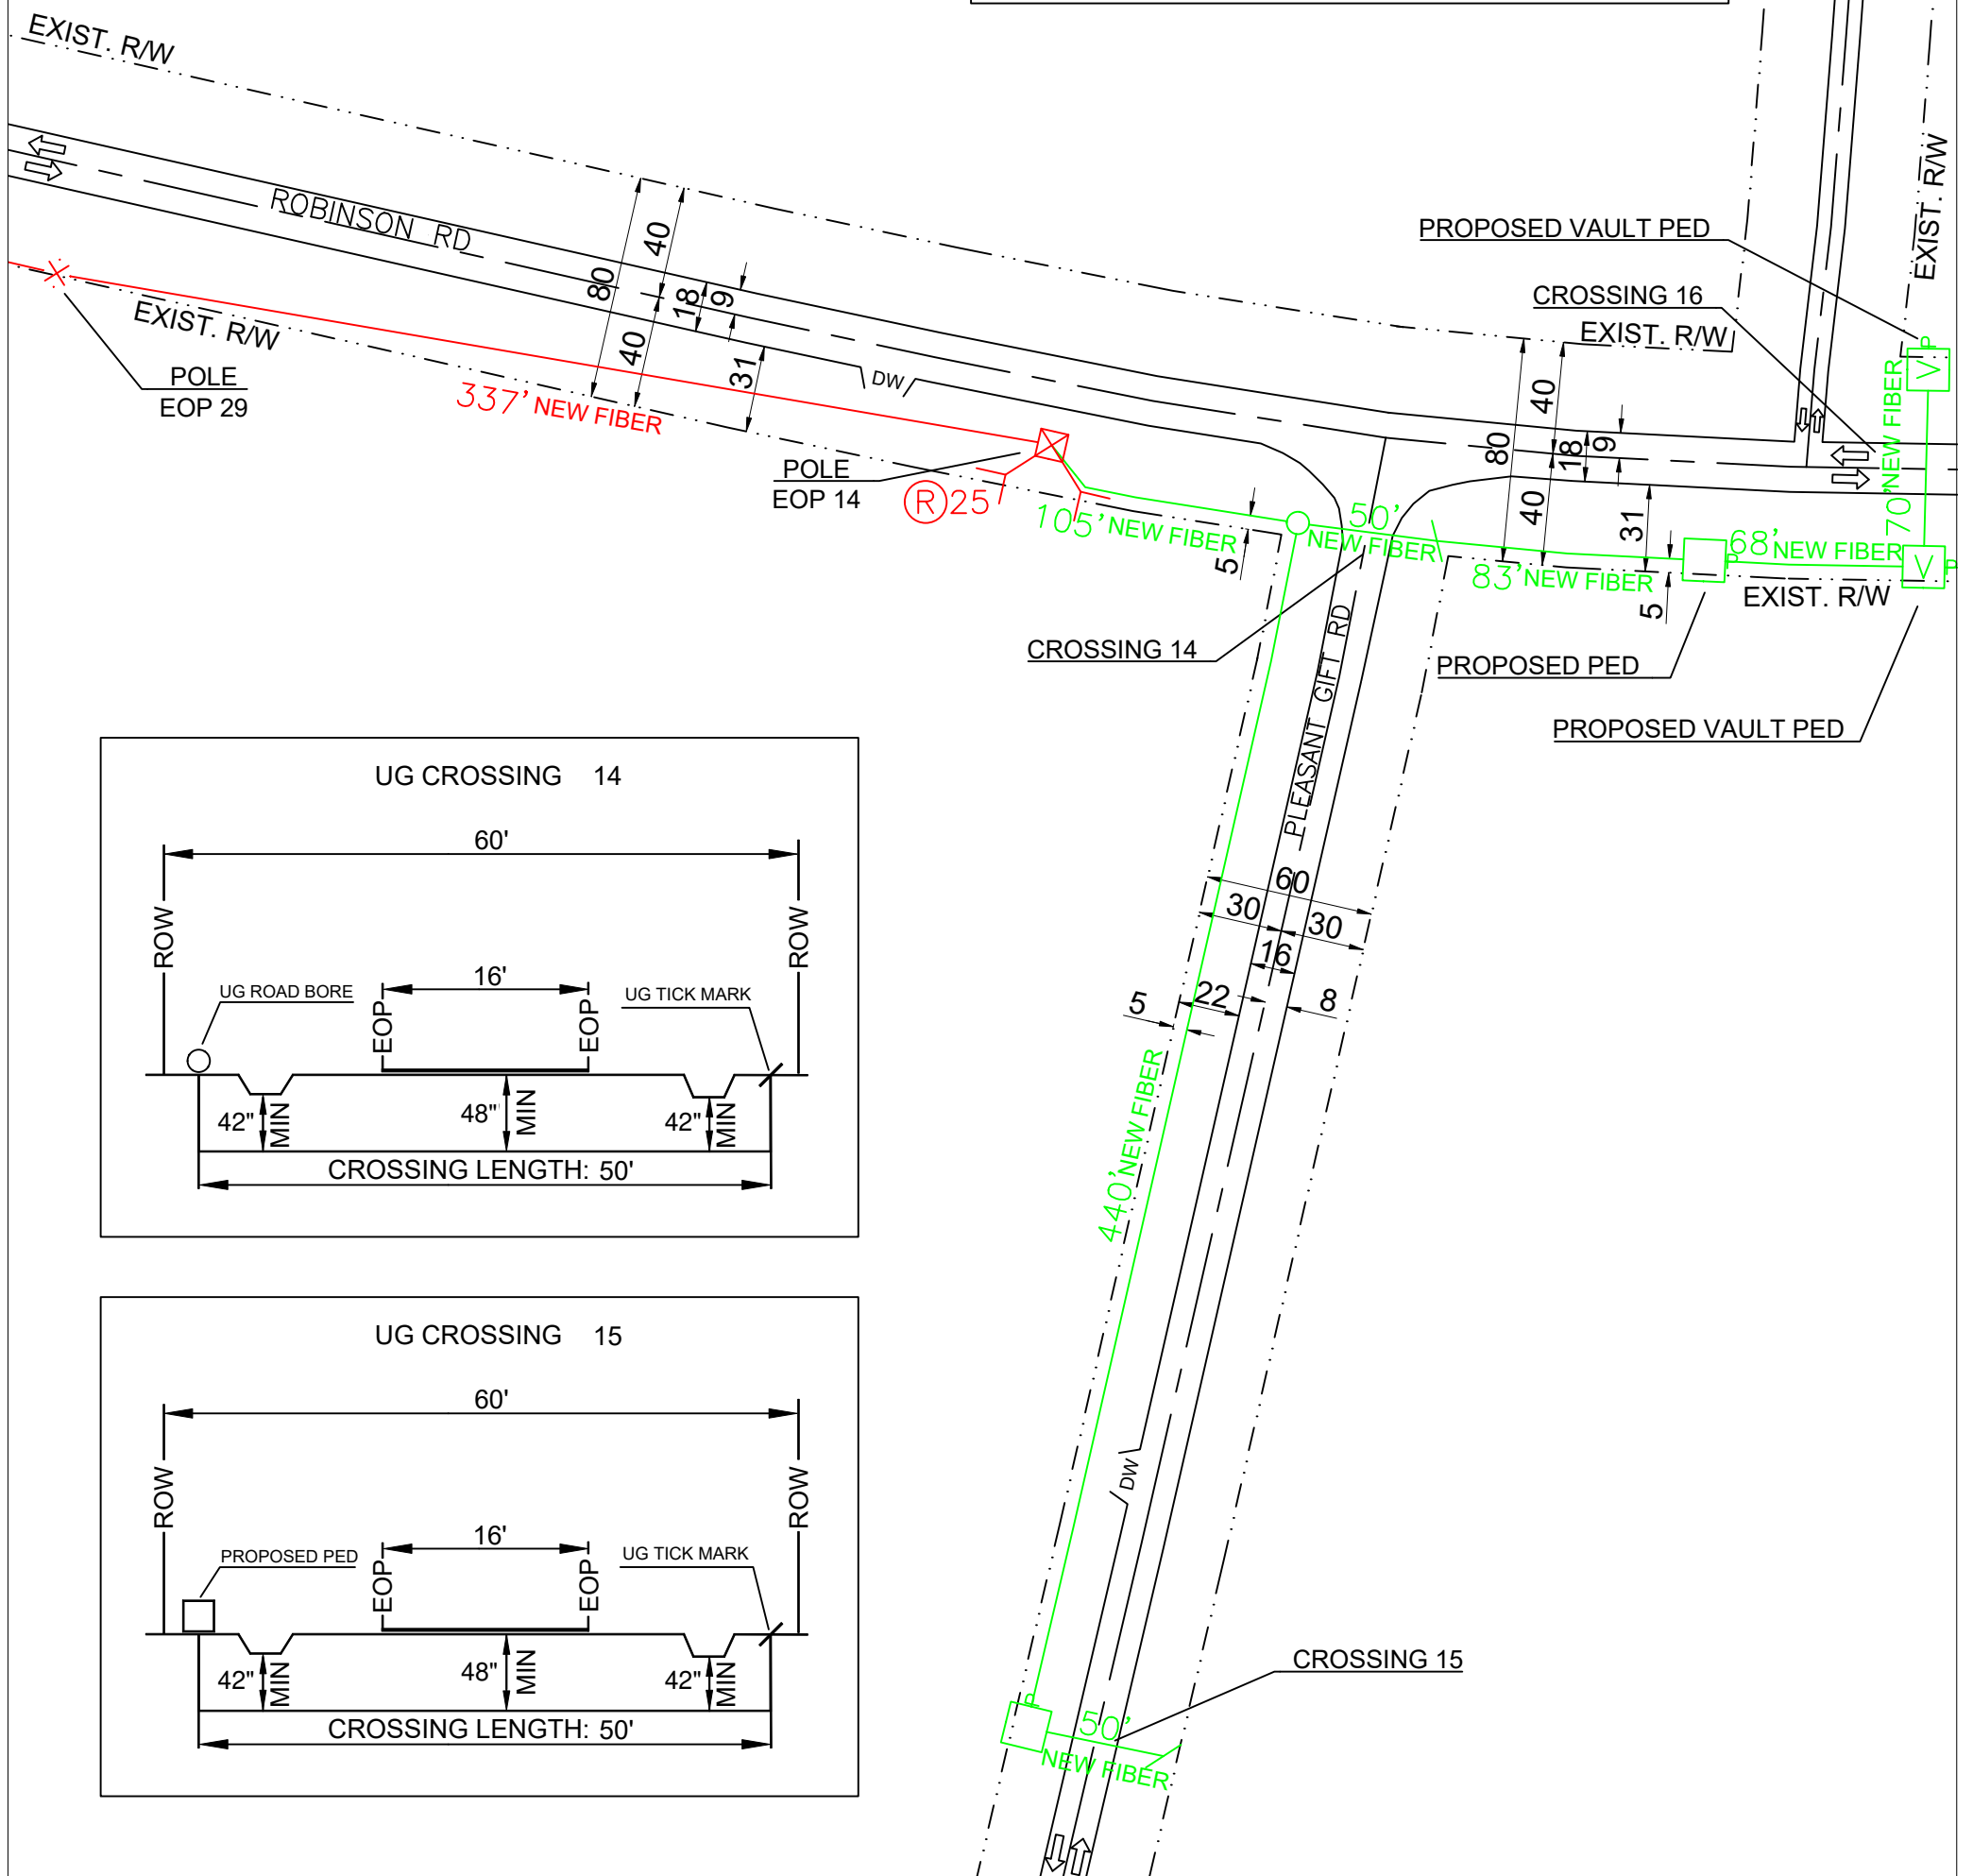 EXIST. R/W
ROBINSON RD
EXIST. R/W
POLE
EOP 29
337' NEW FIBER
80
40
40
18
9
31
DW
POLE
EOP 14
R 25
105' NEW FIBER
5
50'
NEW FIBER
83' NEW FIBER
80
40
40
18
9
31
5
EXIST. R/W
PROPOSED VAULT PED
CROSSING 16
EXIST. R/W
P
V
70' NEW FIBER
68' NEW FIBER
P
V
P
EXIST. R/W
CROSSING 14
PROPOSED PED
PROPOSED VAULT PED
PLEASANT GIFT RD
60
30
30
16
5
22
8
440' NEW FIBER
DW
CROSSING 15
P
50'
NEW FIBER
UG CROSSING 14
60'
ROW
ROW
UG ROAD BORE
16'
UG TICK MARK
EOP
EOP
42" MIN
48" MIN
42" MIN
CROSSING LENGTH: 50'
UG CROSSING 15
60'
ROW
ROW
PROPOSED PED
16'
UG TICK MARK
EOP
EOP
42" MIN
48" MIN
42" MIN
CROSSING LENGTH: 50'